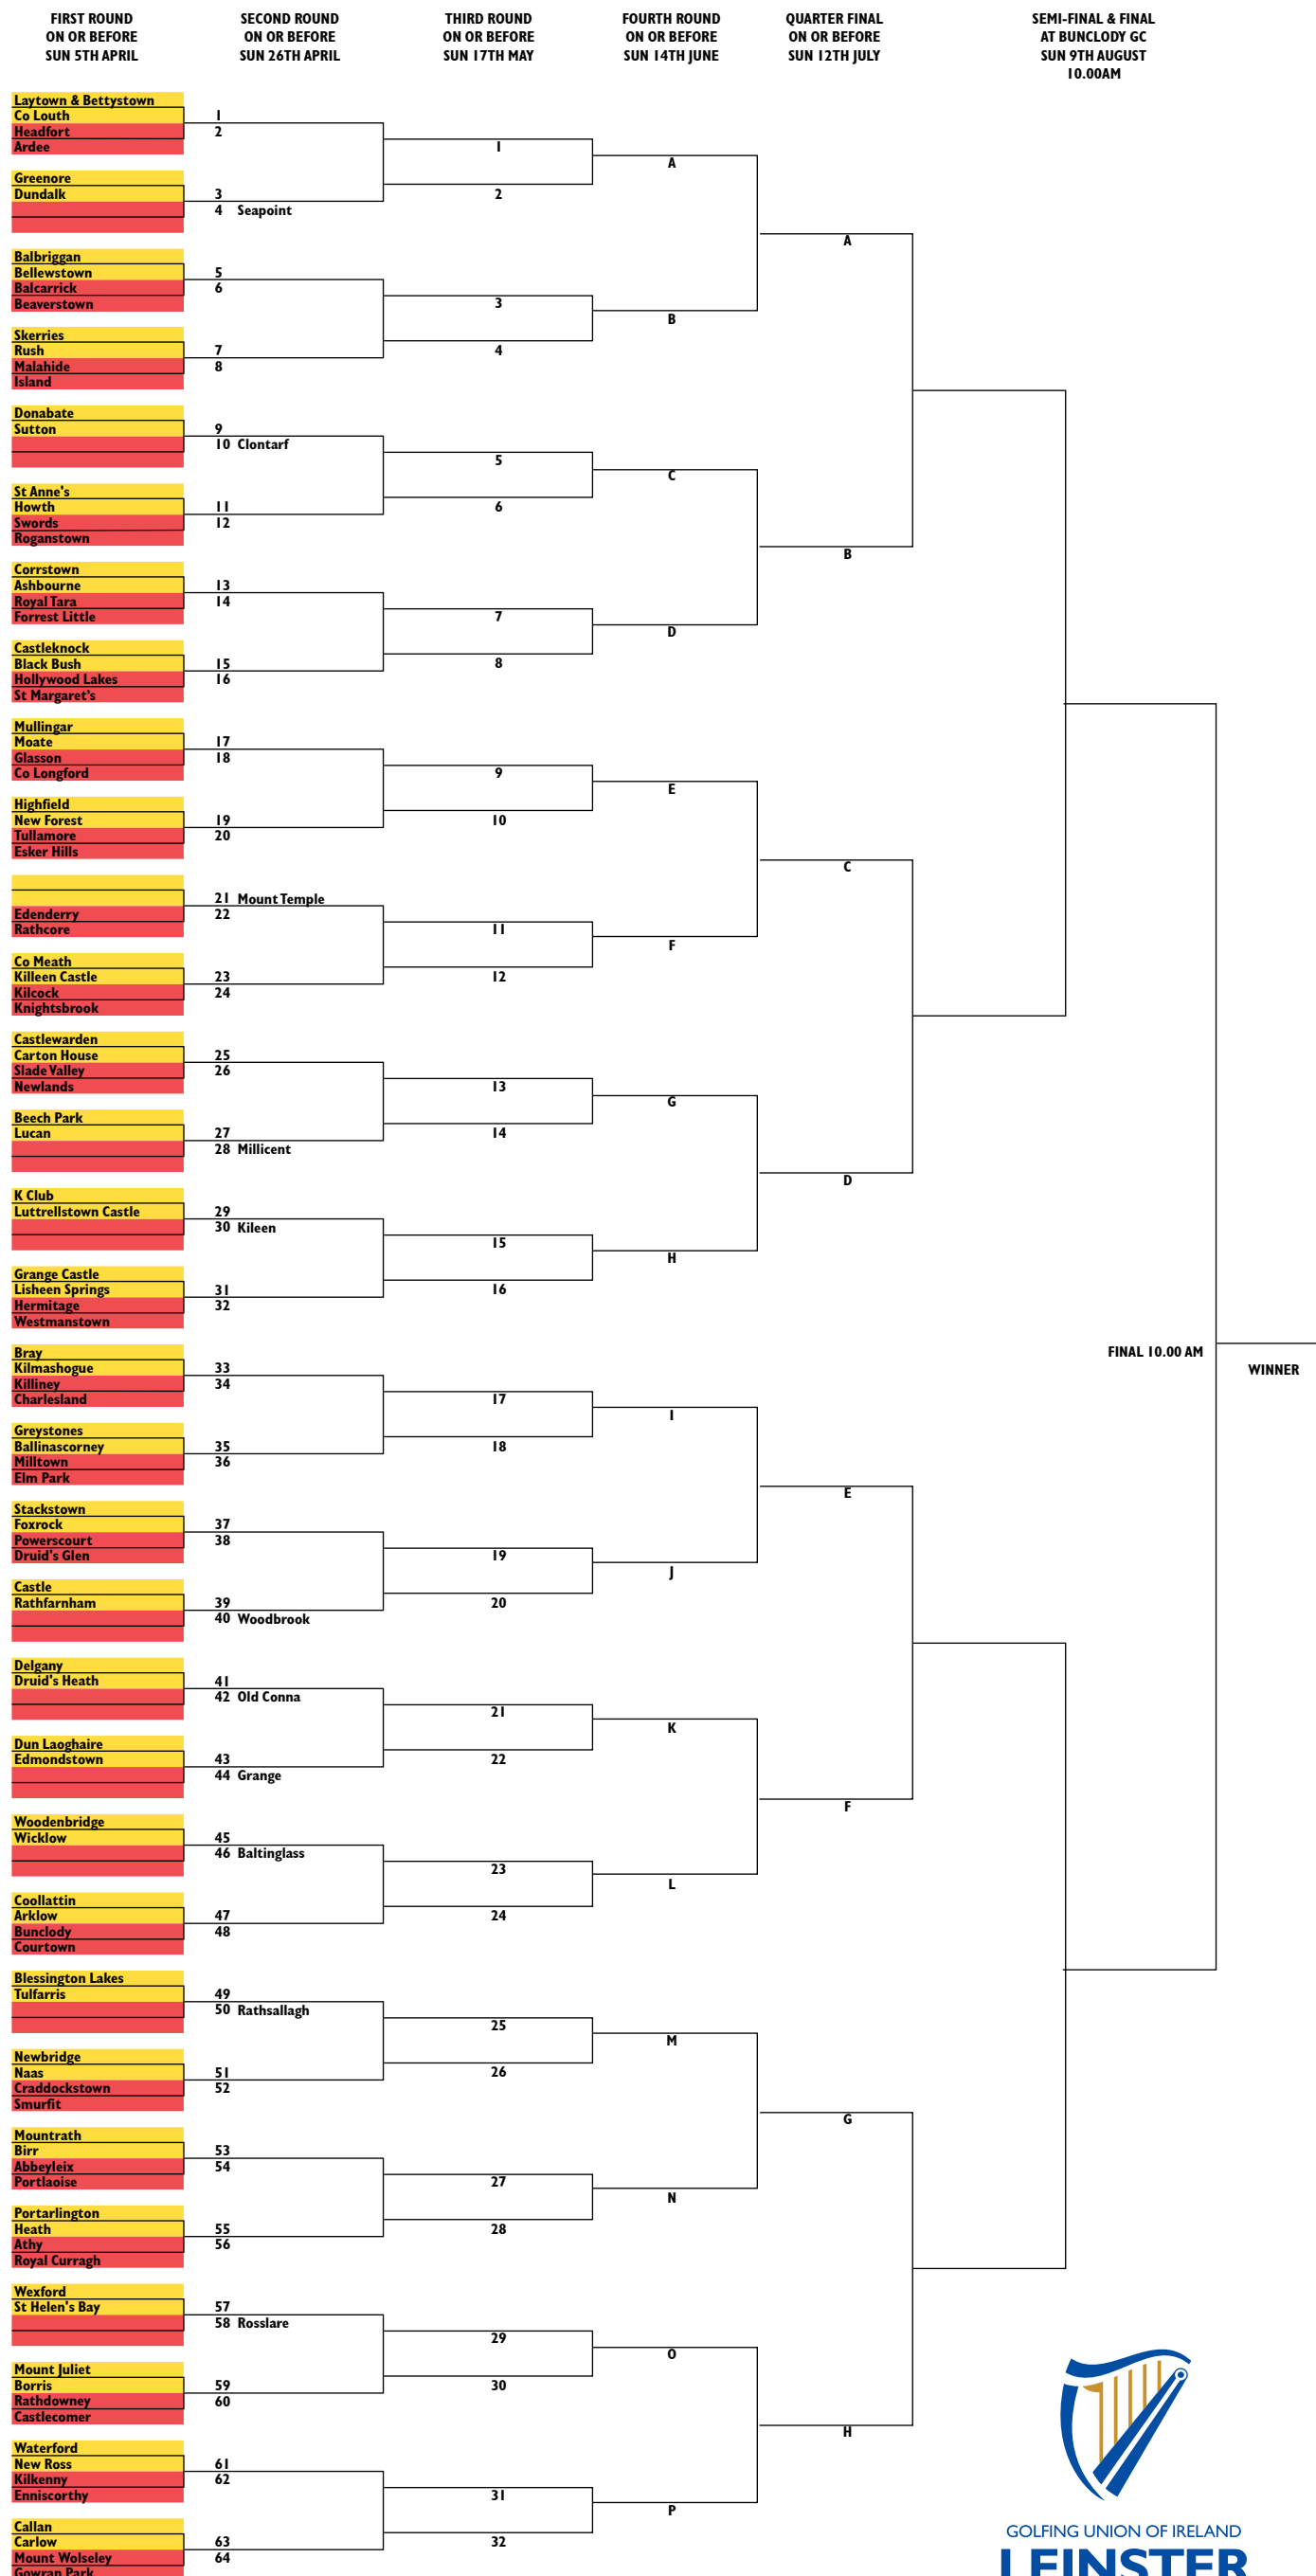 FIRST ROUND
ON OR BEFORE
SUN 5TH APRIL
SECOND ROUND
ON OR BEFORE
SUN 26TH APRIL
THIRD ROUND
ON OR BEFORE
SUN 17TH MAY
FOURTH ROUND
ON OR BEFORE
SUN 14TH JUNE
QUARTER FINAL
ON OR BEFORE
SUN 12TH JULY
SEMI-FINAL & FINAL
AT BUNCLODY GC
SUN 9TH AUGUST
10.00AM
Laytown & Bettystown
Co Louth
Headfort
Ardee
Greenore
Dundalk
Balbriggan
Bellewstown
Balcarrick
Beaverstown
Skerries
Rush
Malahide
Island
Donabate
Sutton
St Anne's
Howth
Swords
Roganstown
Corrstown
Ashbourne
Royal Tara
Forrest Little
Castleknock
Black Bush
Hollywood Lakes
St Margaret's
Mullingar
Moate
Glasson
Co Longford
Highfield
New Forest
Tullamore
Esker Hills
Edenderry
Rathcore
Co Meath
Killeen Castle
Kilcock
Knightsbrook
Castlewarden
Carton House
Slade Valley
Newlands
Beech Park
Lucan
K Club
Luttrellstown Castle
Grange Castle
Lisheen Springs
Hermitage
Westmanstown
Bray
Kilmashogue
Killiney
Charlesland
Greystones
Ballinascorney
Milltown
Elm Park
Stackstown
Foxrock
Powerscourt
Druid's Glen
Castle
Rathfarnham
Delgany
Druid's Heath
Dun Laoghaire
Edmondstown
Woodenbridge
Wicklow
Coollattin
Arklow
Bunclody
Courtown
Blessington Lakes
Tulfarris
Newbridge
Naas
Craddockstown
Smurfit
Mountrath
Birr
Abbeyleix
Portlaoise
Portarlington
Heath
Athy
Royal Curragh
Wexford
St Helen's Bay
Mount Juliet
Borris
Rathdowney
Castlecomer
Waterford
New Ross
Kilkenny
Enniscorthy
Callan
Carlow
Mount Wolseley
Gowran Park
1
2
3
4 Seapoint
5
6
7
8
9
10 Clontarf
11
12
13
14
15
16
17
18
19
20
21 Mount Temple
22
23
24
25
26
27
28 Millicent
29
30 Kileen
31
32
33
34
35
36
37
38
39
40 Woodbrook
41
42 Old Conna
43
44 Grange
45
46 Baltinglass
47
48
49
50 Rathsallagh
51
52
53
54
55
56
57
58 Rosslare
59
60
61
62
63
64
1
2
3
4
5
6
7
8
9
10
11
12
13
14
15
16
17
18
19
20
21
22
23
24
25
26
27
28
29
30
31
32
A
B
C
D
E
F
G
H
I
J
K
L
M
N
O
P
A
B
C
D
E
F
G
H
FINAL 10.00 AM
WINNER
GOLFING UNION OF IRELAND
LEINSTER